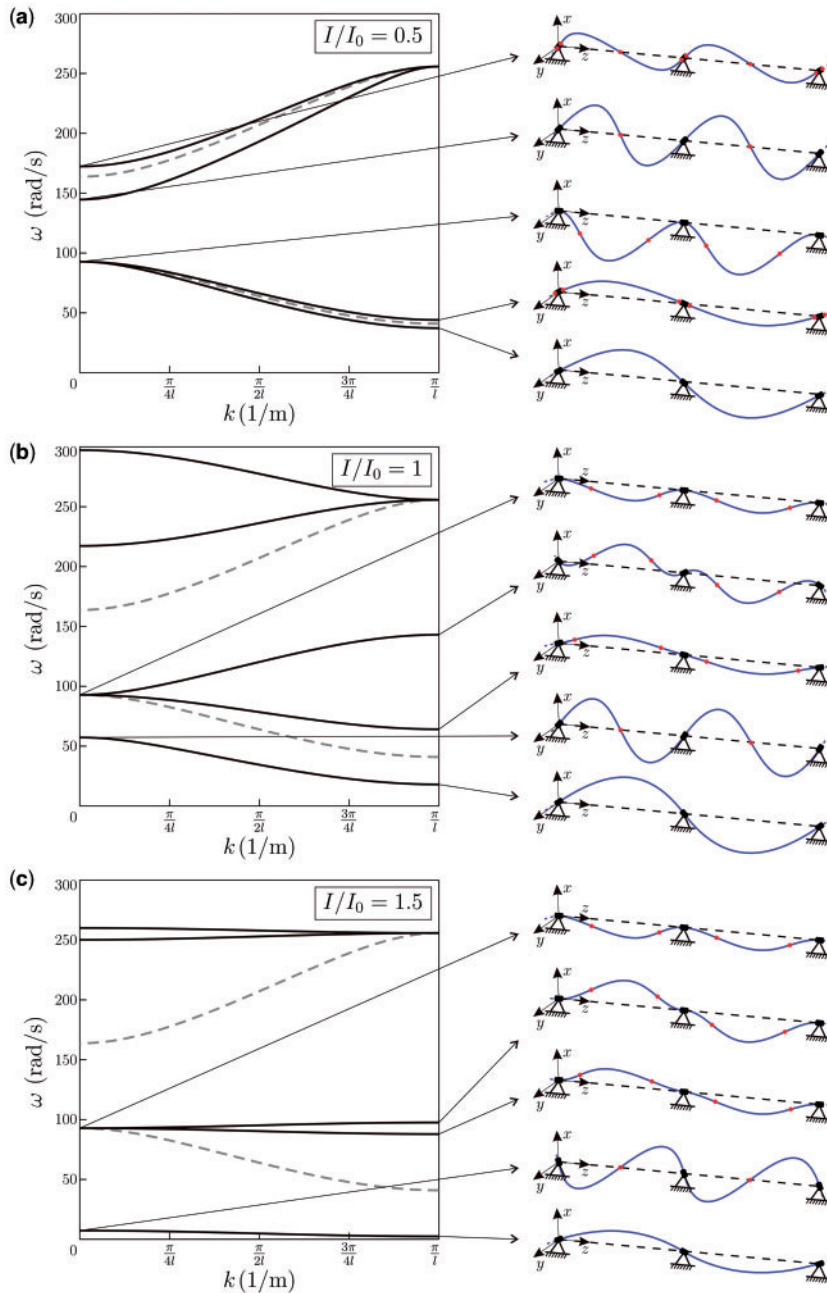 (a)
I/I₀ = 0.5
300
250
200
150
100
50
0
π/4l
π/2l
3π/4l
π/l
ω (rad/s)
k (1/m)
x
y
z
x
y
z
x
y
z
x
y
z
x
y
z
(b)
I/I₀ = 1
300
250
200
150
100
50
0
π/4l
π/2l
3π/4l
π/l
ω (rad/s)
k (1/m)
x
y
z
x
y
z
x
y
z
x
y
z
x
y
z
(c)
I/I₀ = 1.5
300
250
200
150
100
50
0
π/4l
π/2l
3π/4l
π/l
ω (rad/s)
k (1/m)
x
y
z
x
y
z
x
y
z
x
y
z
x
y
z